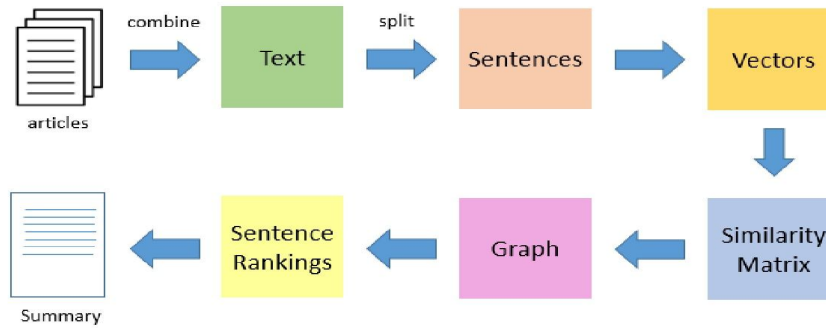 combine
split
Text
Sentences
Vectors
articles
Similarity
Matrix
Graph
Sentence
Rankings
Summary